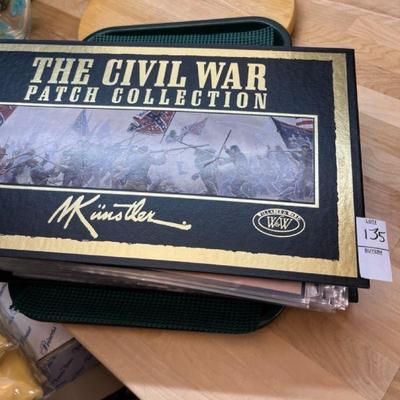 THE CIVIL WAR
PATCH COLLECTION
MKünstler.
W&W
LOT#
135
BUYER#